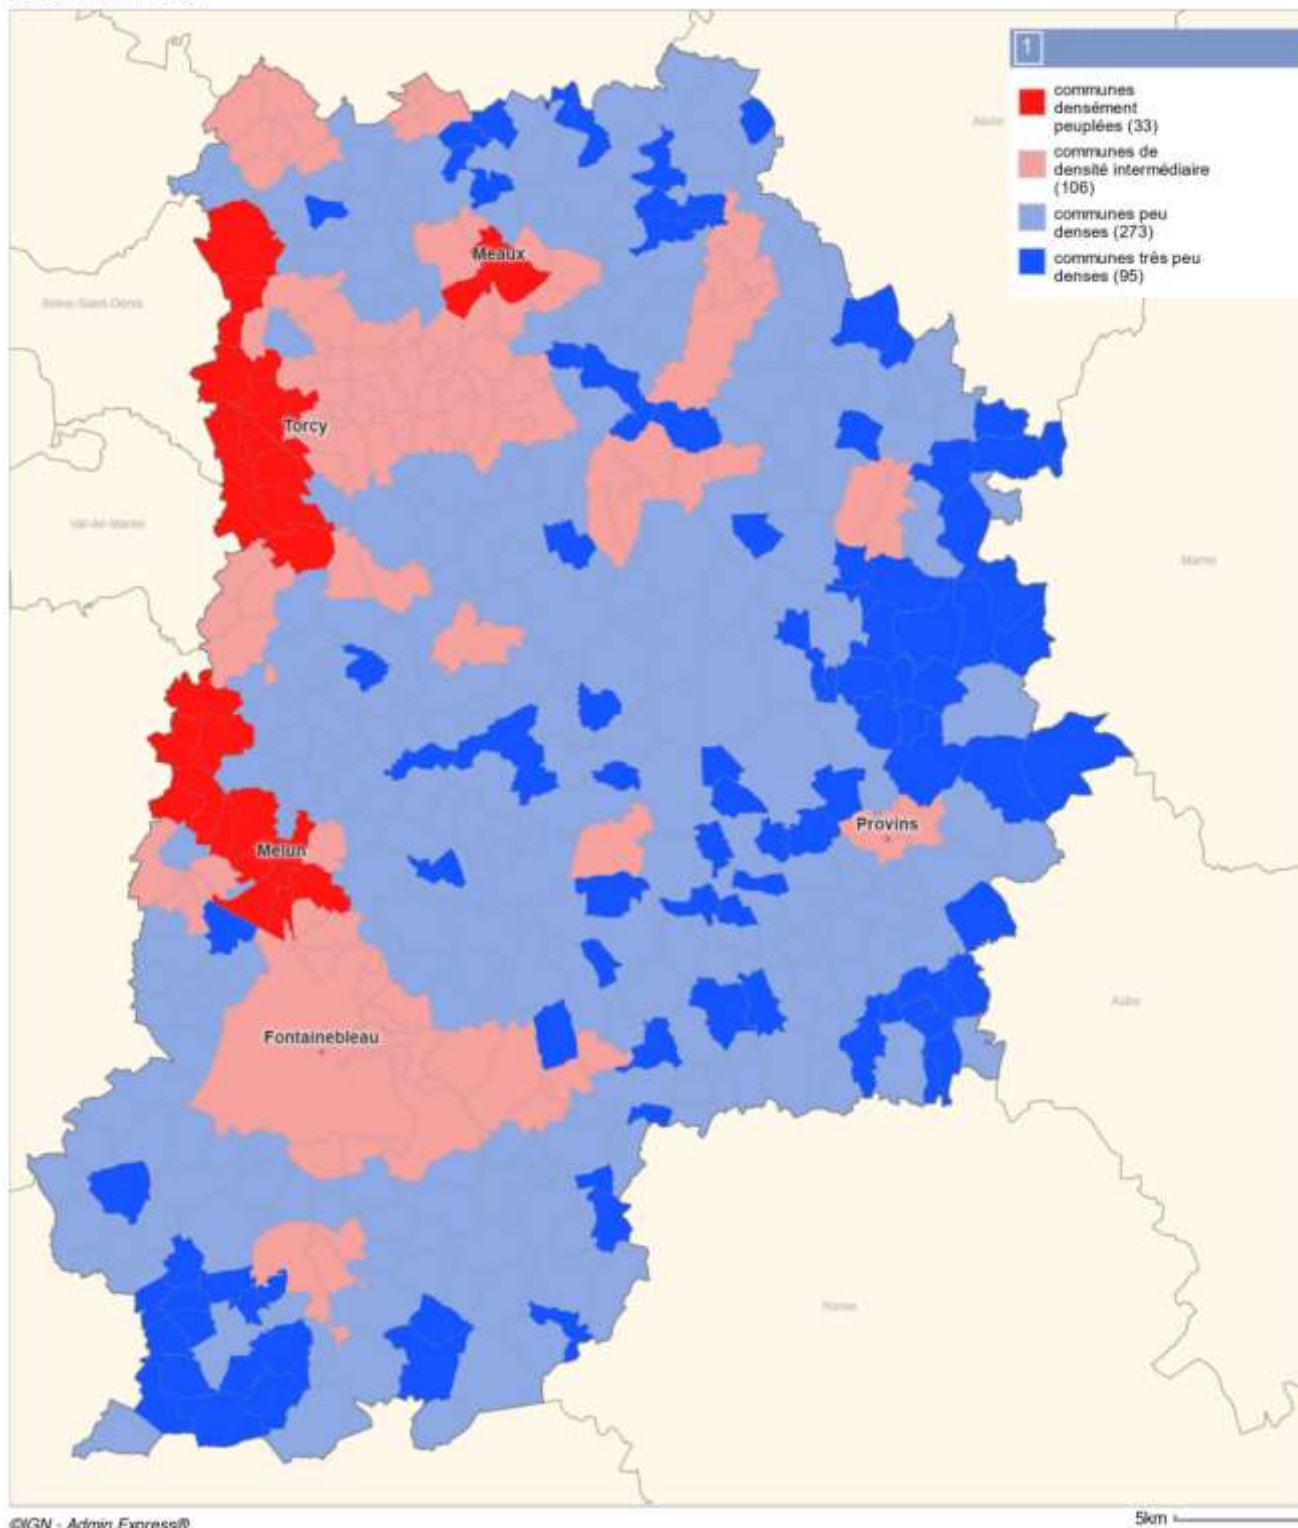 1
communes
densément
peuplées (33)
communes de
densité intermédiaire
(106)
communes peu
denses (273)
communes très peu
denses (95)
Aisne
Meaux
Seine-Saint-Denis
Torcy
Val-de-Marne
Marne
Provins
Melun
Aube
Fontainebleau
Yonne
©IGN - Admin Express®
5km